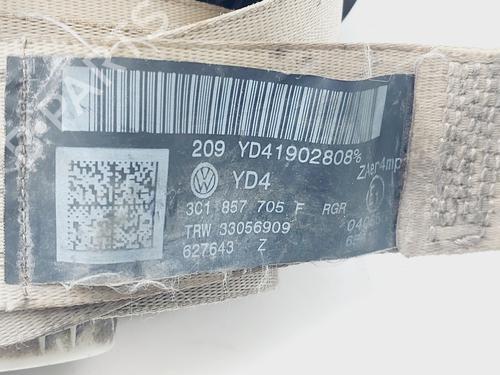 209 YD41902808%
ZAer4mp
YD4
3C1 857 705 F RGR
TRW 33056909
627643 Z